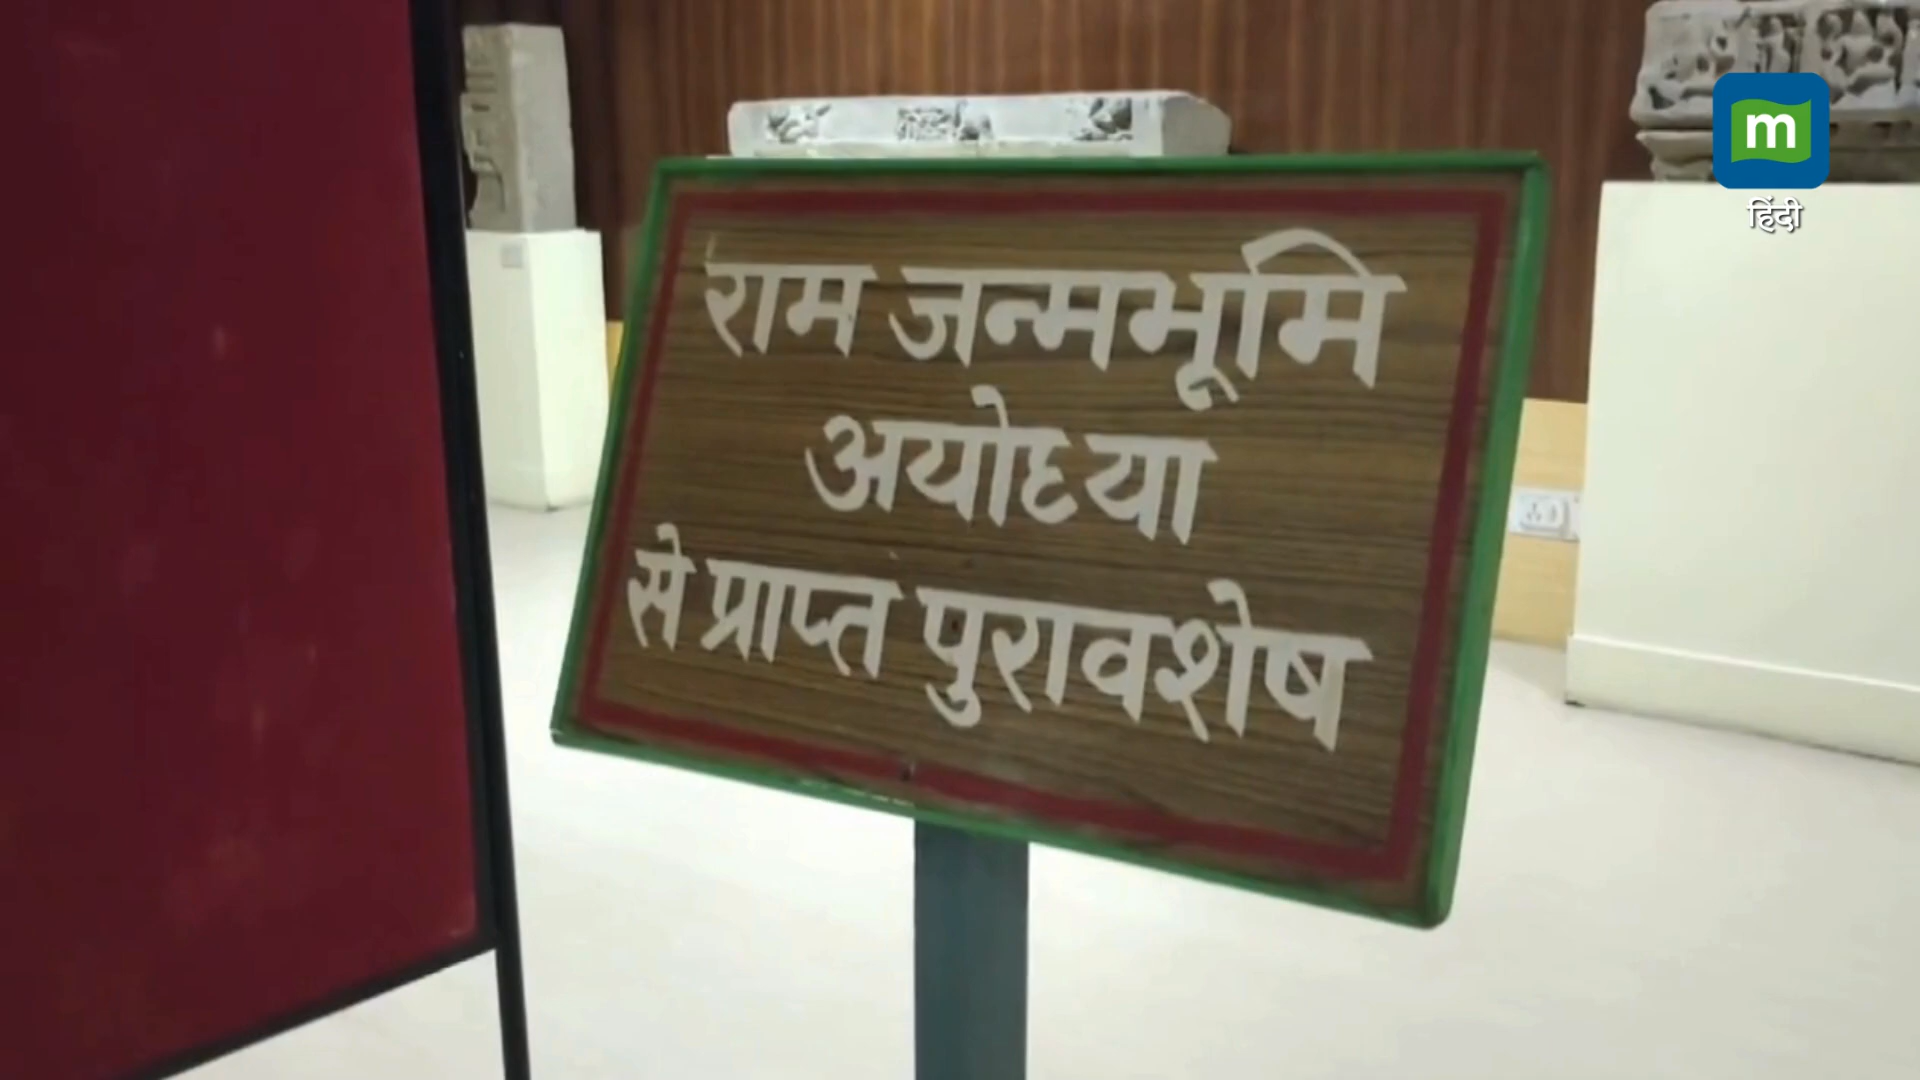 राम जन्मभूमि
अयोध्या
से प्राप्त पुरावशेष
m
हिंदी